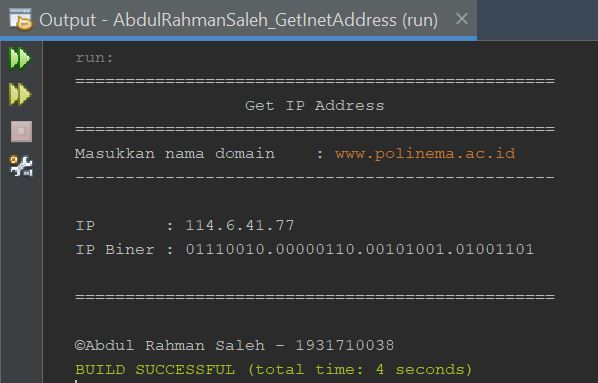 Output - AbdulRahmanSaleh_GetInetAddress (run)
run:
================================================
Get IP Address
================================================
Masukkan nama domain    : www.polinema.ac.id
------------------------------------------------
IP       : 114.6.41.77
IP Biner : 01110010.00000110.00101001.01001101
================================================
©Abdul Rahman Saleh - 1931710038
BUILD SUCCESSFUL (total time: 4 seconds)